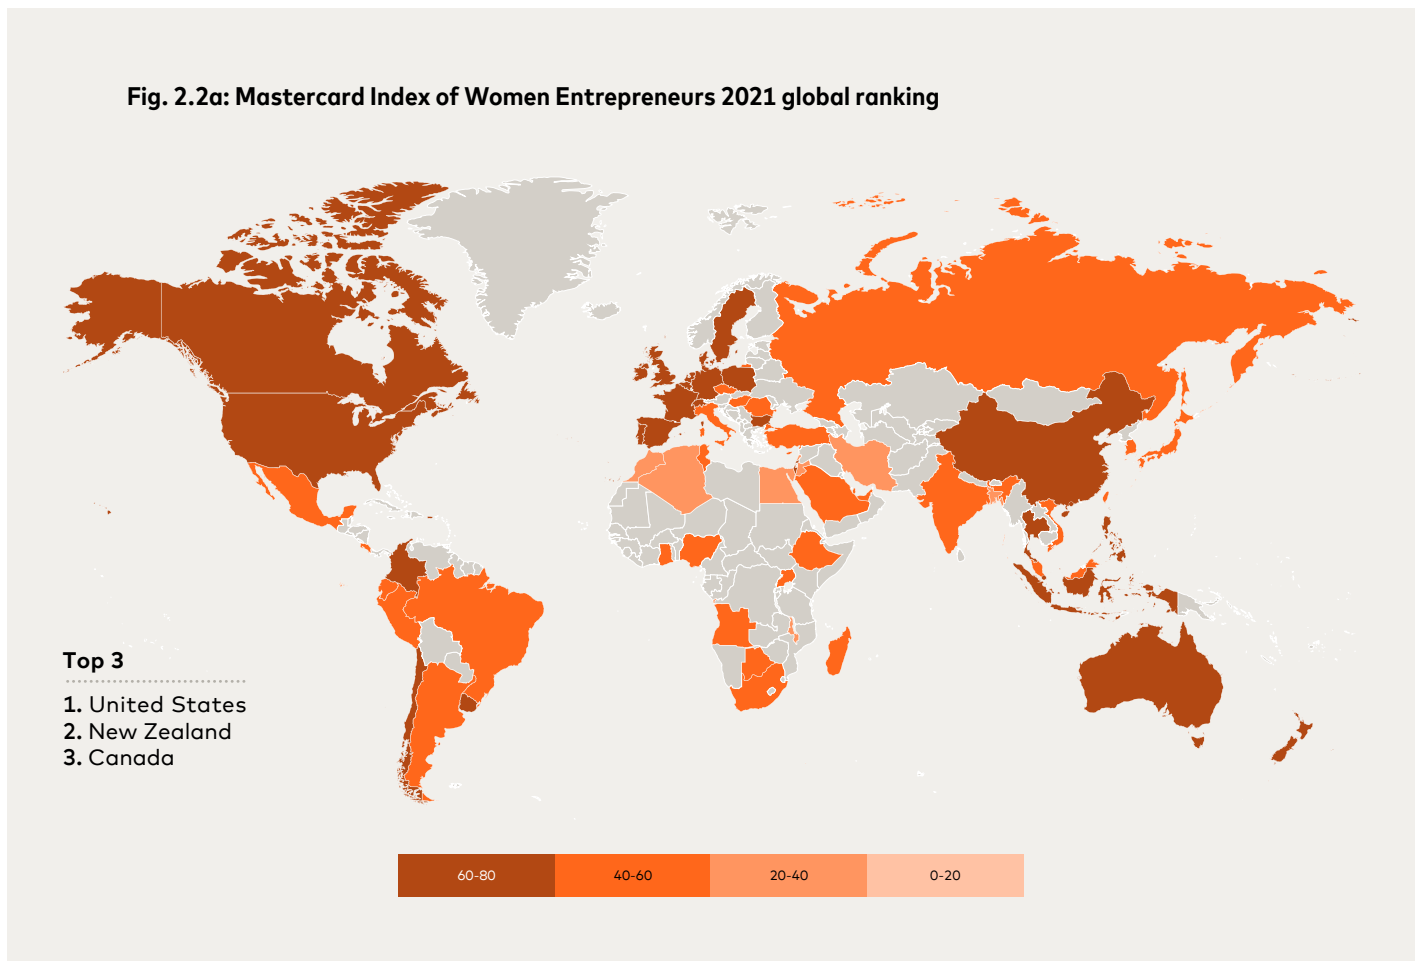 Fig. 2.2a: Mastercard Index of Women Entrepreneurs 2021 global ranking
Top 3
1. United States
2. New Zealand
3. Canada
60-80
40-60
20-40
0-20